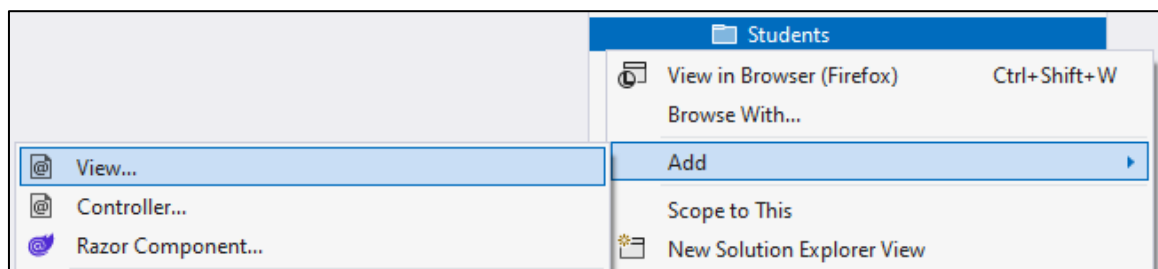 Students
View in Browser (Firefox) Ctrl+Shift+W
Browse With...
Add
View...
Controller...
Razor Component...
Scope to This
New Solution Explorer View